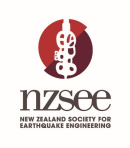 nzsee
NEW ZEALAND SOCIETY FOR
EARTHQUAKE ENGINEERING